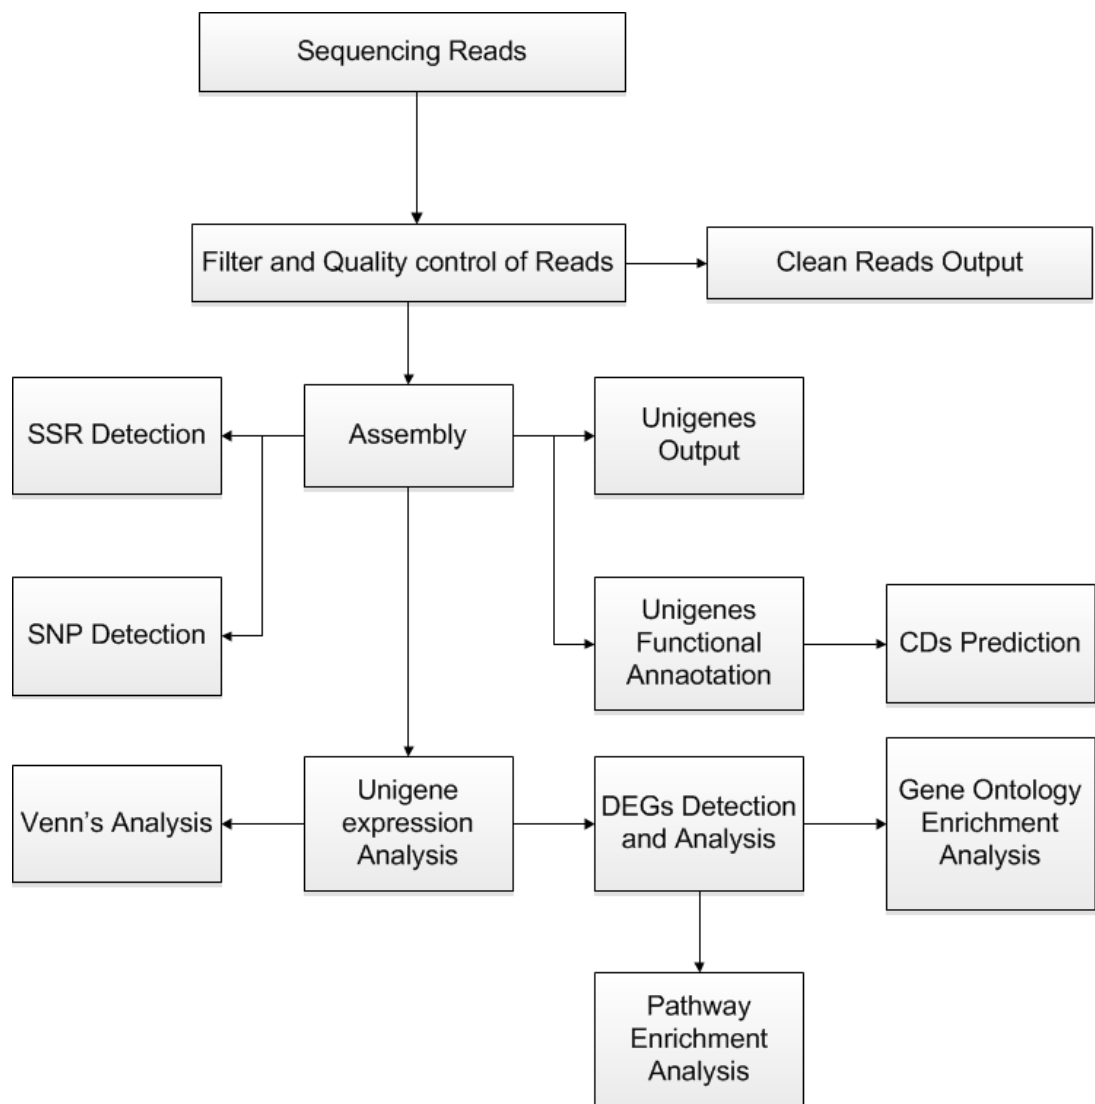 Sequencing Reads
Filter and Quality control of Reads
Clean Reads Output
SSR Detection
Assembly
Unigenes
Output
SNP Detection
Unigenes
Functional
Annaotation
CDs Prediction
Venn's Analysis
Unigene
expression
Analysis
DEGs Detection
and Analysis
Gene Ontology
Enrichment
Analysis
Pathway
Enrichment
Analysis